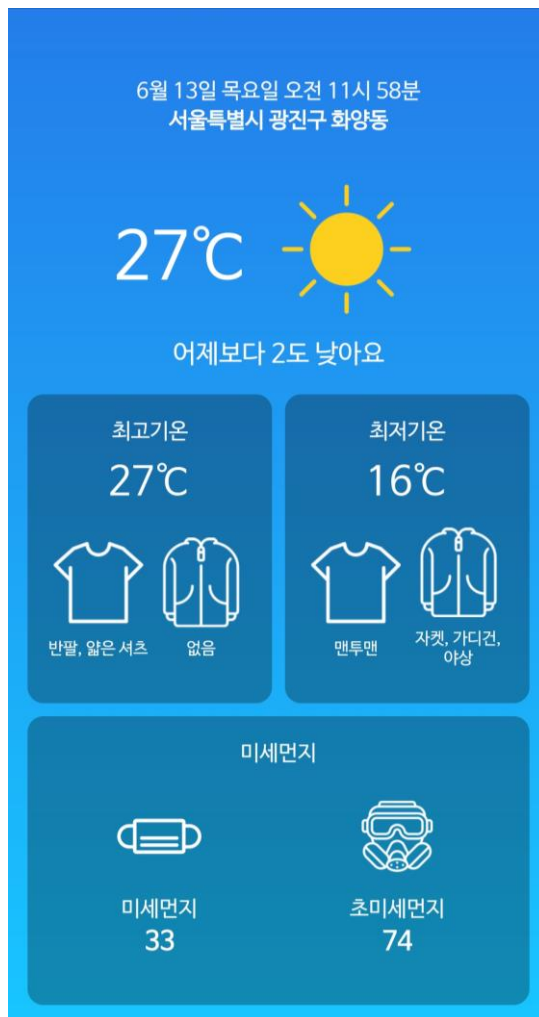 6월 13일 목요일 오전 11시 58분
서울특별시 광진구 화양동
27℃
어제보다 2도 낮아요
최고기온
27℃
반팔, 얇은 셔츠
없음
최저기온
16℃
맨투맨
자켓, 가디건,
야상
미세먼지
미세먼지
33
초미세먼지
74